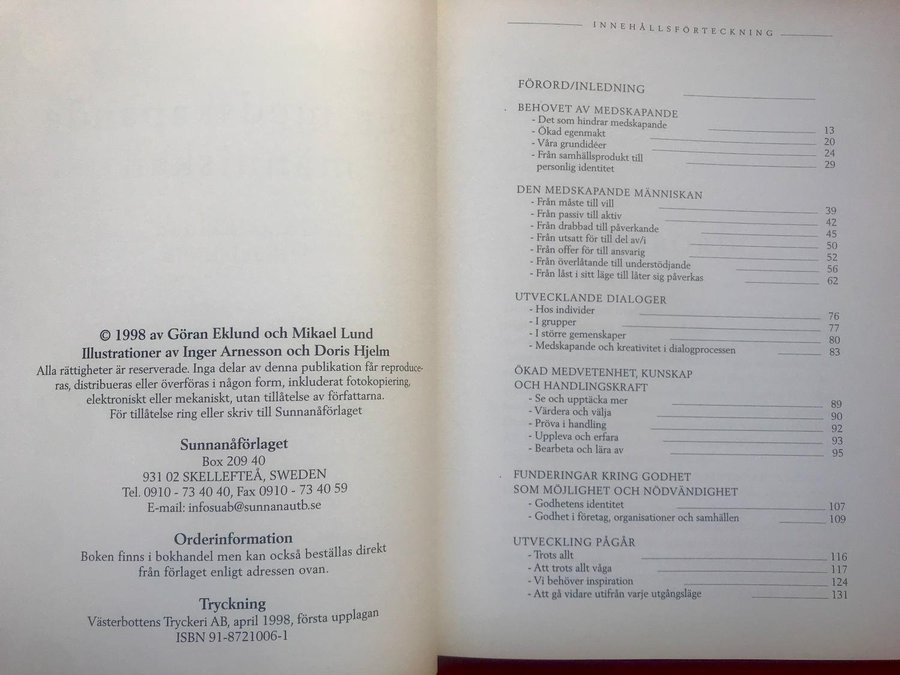 © 1998 av Göran Eklund och Mikael Lund
Illustrationer av Inger Arnesson och Doris Hjelm
Alla rättigheter är reserverade. Inga delar av denna publikation får reproduce-
ras, distribueras eller överföras i någon form, inkluderat fotokopiering,
elektroniskt eller mekaniskt, utan tillåtelse av författarna.
För tillåtelse ring eller skriv till Sunnanåförlaget
Sunnanåförlaget
Box 209 40
931 02 SKELLEFTEÅ, SWEDEN
Tel. 0910 - 73 40 40, Fax 0910 - 73 40 59
E-mail: infosuab@sunnanautb.se
Orderinformation
Boken finns i bokhandel men kan också beställas direkt
från förlaget enligt adressen ovan.
Tryckning
Västerbottens Tryckeri AB, april 1998, första upplagan
ISBN 91-8721006-1
INNEHÅLLSFÖRTECKNING
FÖRORD/INLEDNING
BEHOVET AV MEDSKAPANDE
- Det som hindrar medskapande 13
- Ökad egenmakt 20
- Våra grundidéer 24
- Från samhällsprodukt till 29
personlig identitet
DEN MEDSKAPANDE MÄNNISKAN
- Från måste till vill 39
- Från passiv till aktiv 42
- Från drabbad till påverkande 45
- Från utsatt för till del av/i 50
- Från offer för till ansvarig 52
- Från överlåtande till understödjande 56
- Från låst i sitt läge till låter sig påverkas 62
UTVECKLANDE DIALOGER
- Hos individer 76
- I grupper 77
- I större gemenskaper 80
- Medskapande och kreativitet i dialogprocessen 83
ÖKAD MEDVETENHET, KUNSKAP
OCH HANDLINGSKRAFT
- Se och upptäcka mer 89
- Värdera och välja 90
- Pröva i handling 92
- Uppleva och erfara 93
- Bearbeta och lära av 95
FUNDERINGAR KRING GODHET
SOM MÖJLIGHET OCH NÖDVÄNDIGHET
- Godhetens identitet 107
- Godhet i företag, organisationer och samhällen 109
UTVECKLING PÅGÅR
- Trots allt 116
- Att trots allt våga 117
- Vi behöver inspiration 124
- Att gå vidare utifrån varje utgångsläge 131